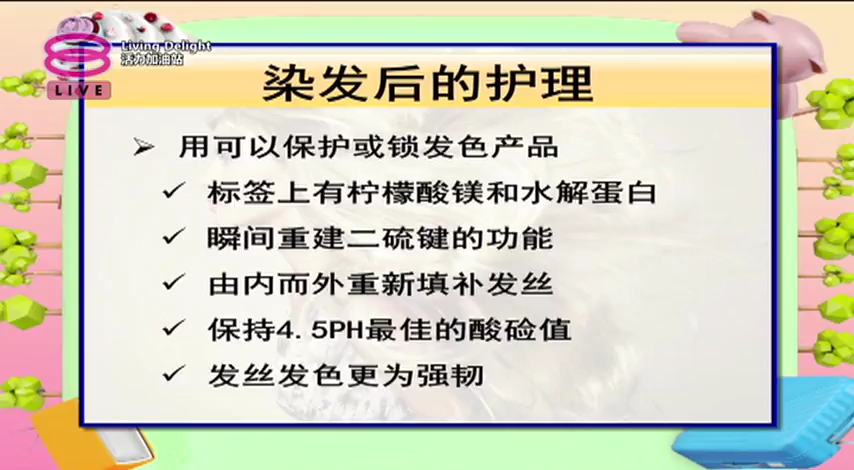 Living Delight
活力加油站
LIVE
染发后的护理
➢ 用可以保护或锁发色产品
✓ 标签上有柠檬酸镁和水解蛋白
✓ 瞬间重建二硫键的功能
✓ 由内而外重新填补发丝
✓ 保持4.5PH最佳的酸硷值
✓ 发丝发色更为强韧